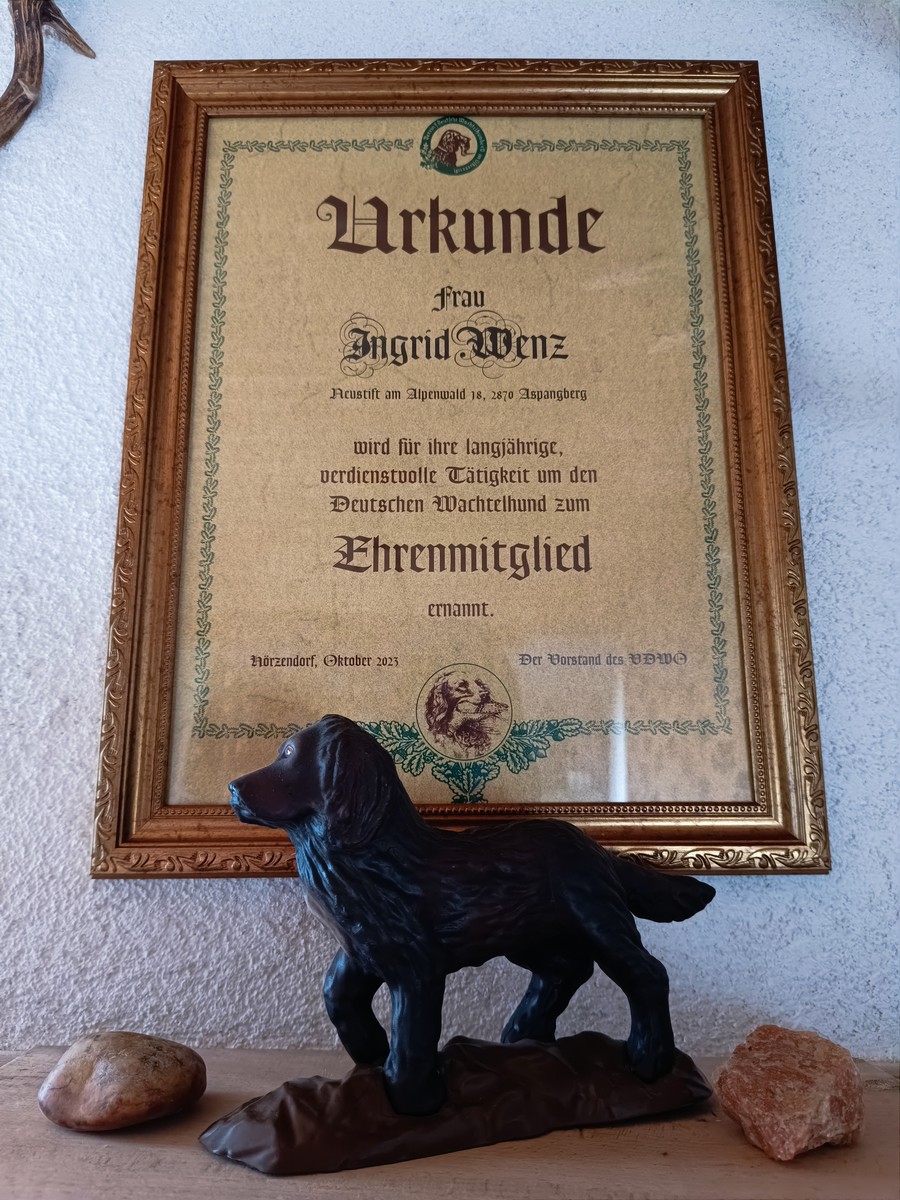 Urkunde
Frau
Ingrid Wenz
Neustift am Alpenwald 18, 2870 Aspangberg
wird für ihre langjährige,
verdienstvolle Tätigkeit um den
Deutschen Wachtelhund zum
Ehrenmitglied
ernannt.
Hörzendorf, Oktober 2023
Der Vorstand des VDWÖ